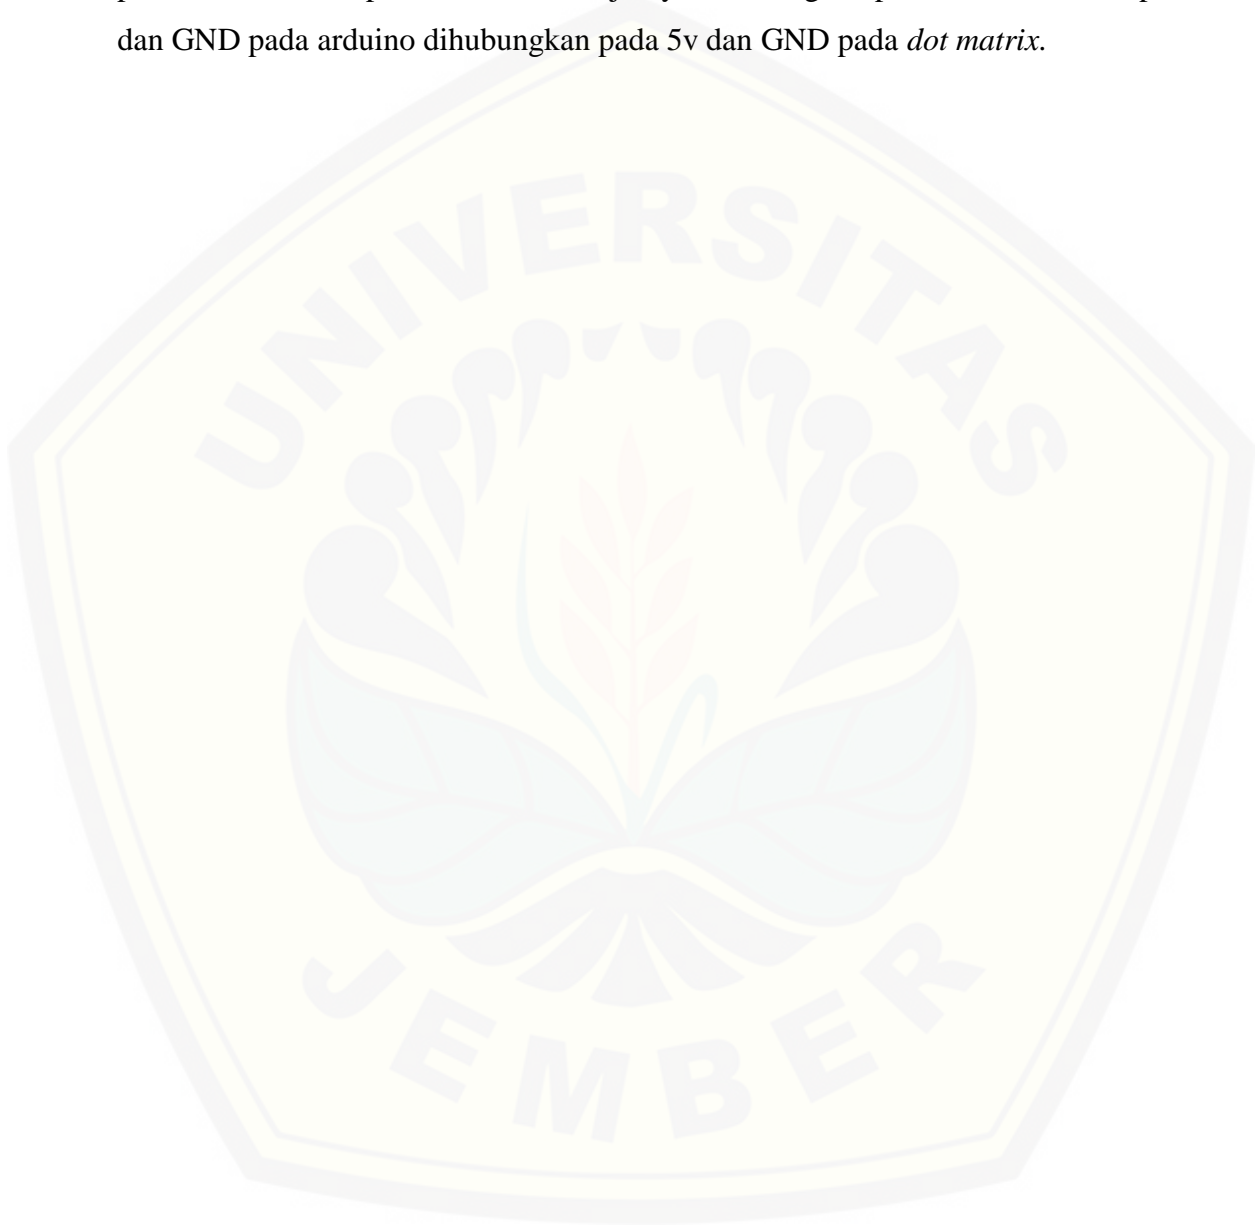 dan GND pada arduino dihubungkan pada 5v dan GND pada dot matrix.
UNIVERSITAS
JEMBER